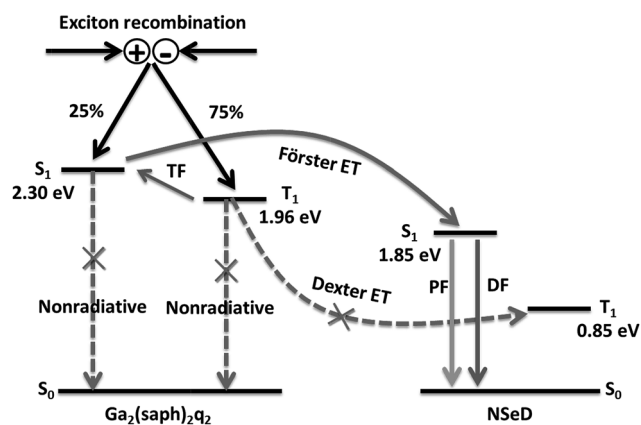 Exciton recombination
+ -
25%
75%
S1
2.30 eV
TF
T1
1.96 eV
Förster ET
S1
1.85 eV
Nonradiative
Nonradiative
Dexter ET
PF
DF
T1
0.85 eV
S0
S0
Ga2(saph)2q2
NSeD